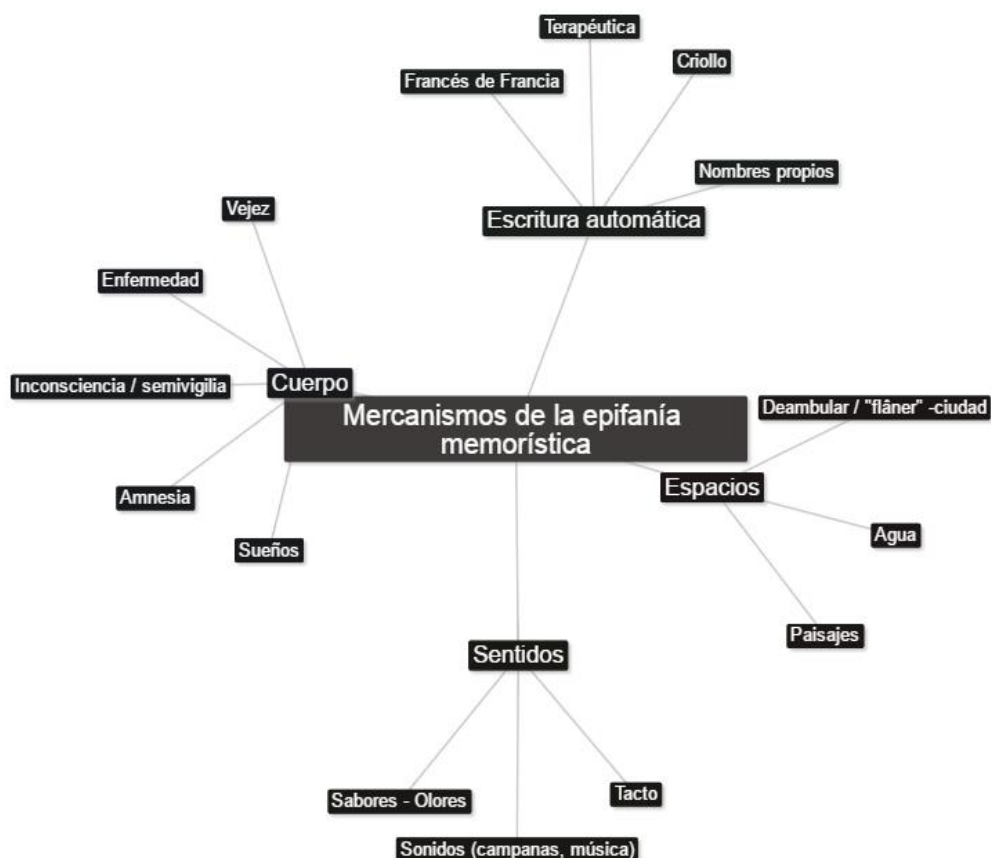 Terapéutica
Criollo
Francés de Francia
Nombres propios
Escritura automática
Vejez
Enfermedad
Inconsciencia / semivigilia
Cuerpo
Mercanismos de la epifanía
memorística
Deambular / "flâner" -ciudad
Espacios
Amnesia
Agua
Sueños
Paisajes
Sentidos
Sabores - Olores
Tacto
Sonidos (campanas, música)